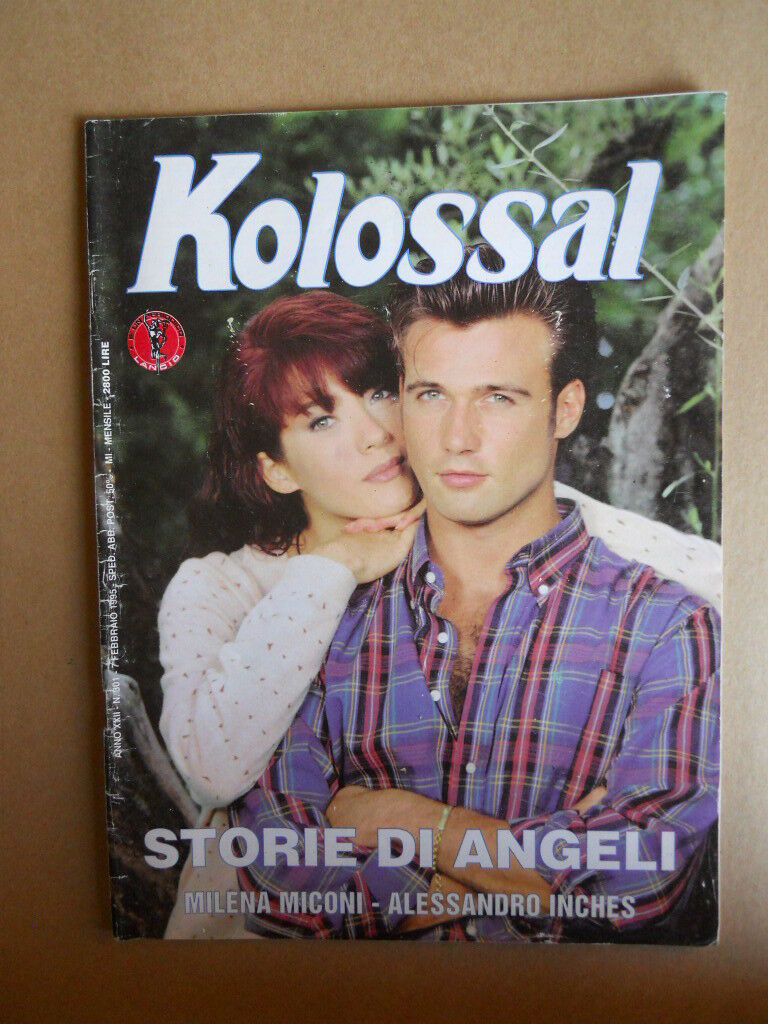 Kolossal
LANCIO
ANNO XXII - N. 301 - 7 FEBBRAIO 1995 - SPED. ABB. POST. 50% - MI - MENSILE - 2800 LIRE
STORIE DI ANGELI
MILENA MICONI - ALESSANDRO INCHES